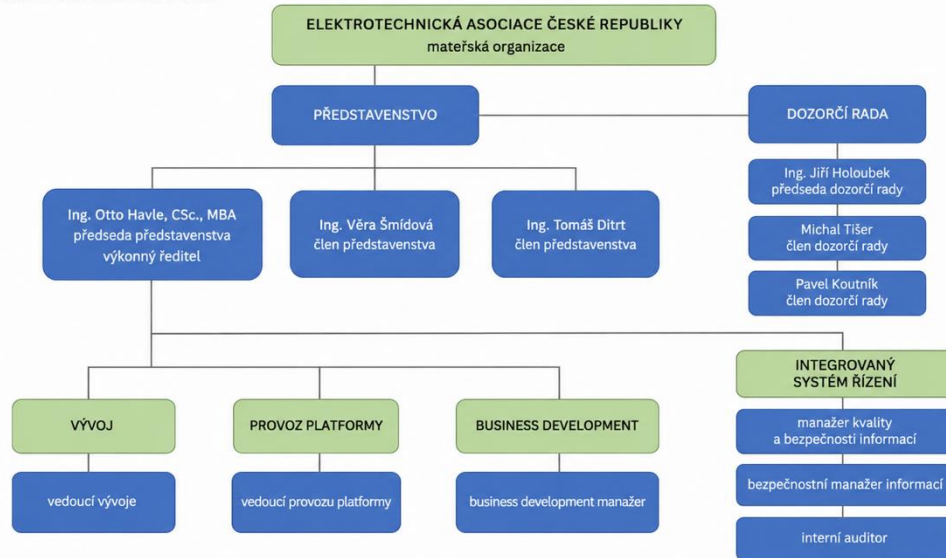 ELEKTROTECHNICKÁ ASOCIACE ČESKÉ REPUBLIKY
mateřská organizace
PŘEDSTAVENSTVO
DOZORČÍ RADA
Ing. Jiří Holoubek
předseda dozorčí rady
Michal Tišer
člen dozorčí rady
Pavel Koutník
člen dozorčí rady
Ing. Otto Havle, CSc., MBA
předseda představenstva
výkonný ředitel
Ing. Věra Šmídová
člen představenstva
Ing. Tomáš Ditrt
člen představenstva
INTEGROVANÝ
SYSTÉM ŘÍZENÍ
manažer kvality
a bezpečnosti informací
bezpečnostní manažer informací
interní auditor
VÝVOJ
vedoucí vývoje
PROVOZ PLATFORMY
vedoucí provozu platformy
BUSINESS DEVELOPMENT
business development manažer